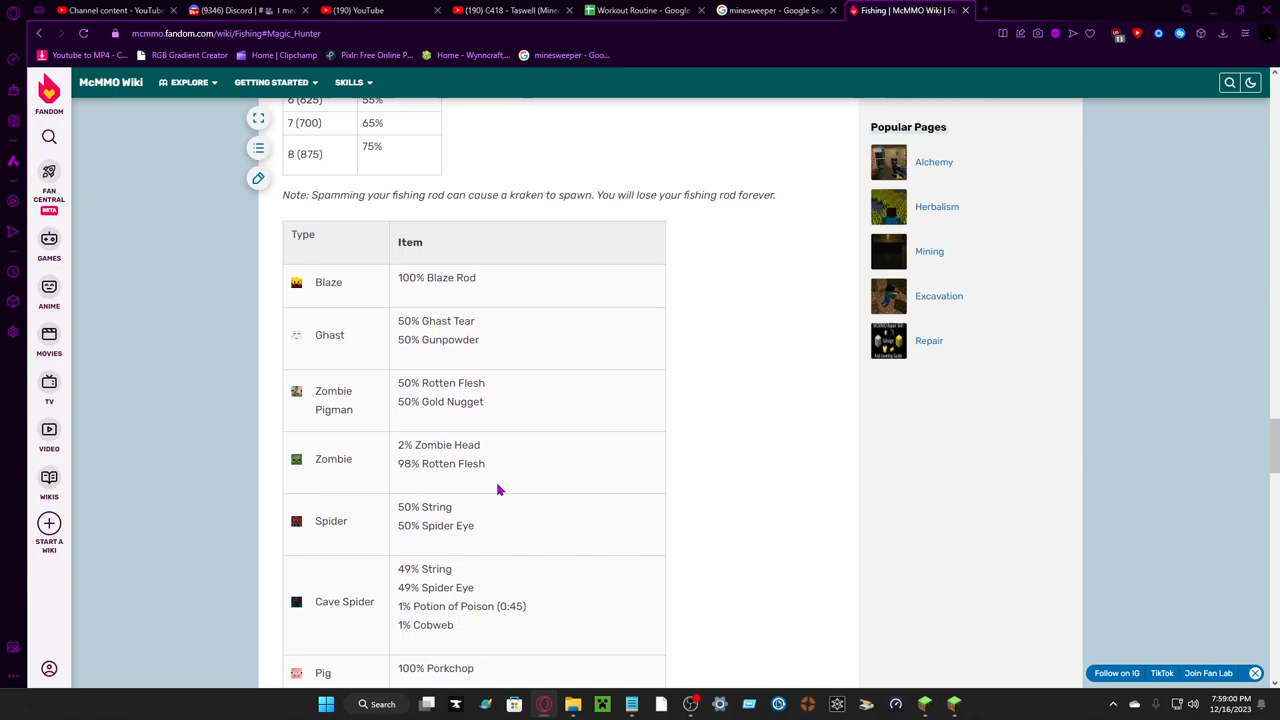 Channel content - YouTube
(9346) Discord | #
I mec
(190) YouTube
(190) C418 - Taswell (Minec
Workout Routine - Google
minesweeper - Google Sea
Fishing | McMMO Wiki | Fa
mcmmo.fandom.com/wiki/Fishing#Magic_Hunter
11
Youtube to MP4 - C...
RGB Gradient Creator
Home | Clipchamp
Pixlr: Free Online P...
Home - Wynncraft,...
minesweeper - Goo...
McMMO Wiki
EXPLORE
GETTING STARTED
SKILLS
FANDOM
FAN
CENTRAL
BETA
GAMES
ANIME
MOVIES
TV
VIDEO
WIKIS
START A
WIKI
6 (625) 55%
7 (700) 65%
8 (875) 75%
Note: Spamming your fishing rod can cause a kraken to spawn. You will lose your fishing rod forever.
Type Item
Blaze 100% Blaze Rod
Ghast 50% Ghast Tear
50% Gunpowder
Zombie
Pigman
50% Rotten Flesh
50% Gold Nugget
Zombie 2% Zombie Head
98% Rotten Flesh
Spider 50% String
50% Spider Eye
Cave Spider 49% String
49% Spider Eye
1% Potion of Poison (0:45)
1% Cobweb
Pig 100% Porkchop
Popular Pages
Alchemy
Herbalism
Mining
Excavation
Repair
Follow on IG TikTok Join Fan Lab
Search
7:59:00 PM
12/16/2023